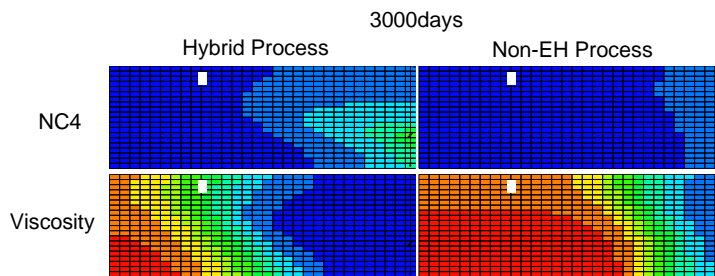 3000days
Hybrid Process
Non-EH Process
NC4
Viscosity